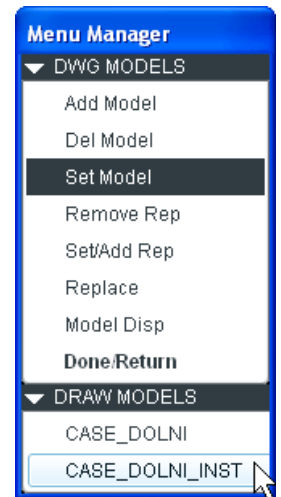 Menu Manager
DWG MODELS
Add Model
Del Model
Set Model
Remove Rep
Set/Add Rep
Replace
Model Disp
Done/Return
DRAW MODELS
CASE_DOLNI
CASE_DOLNI_INST